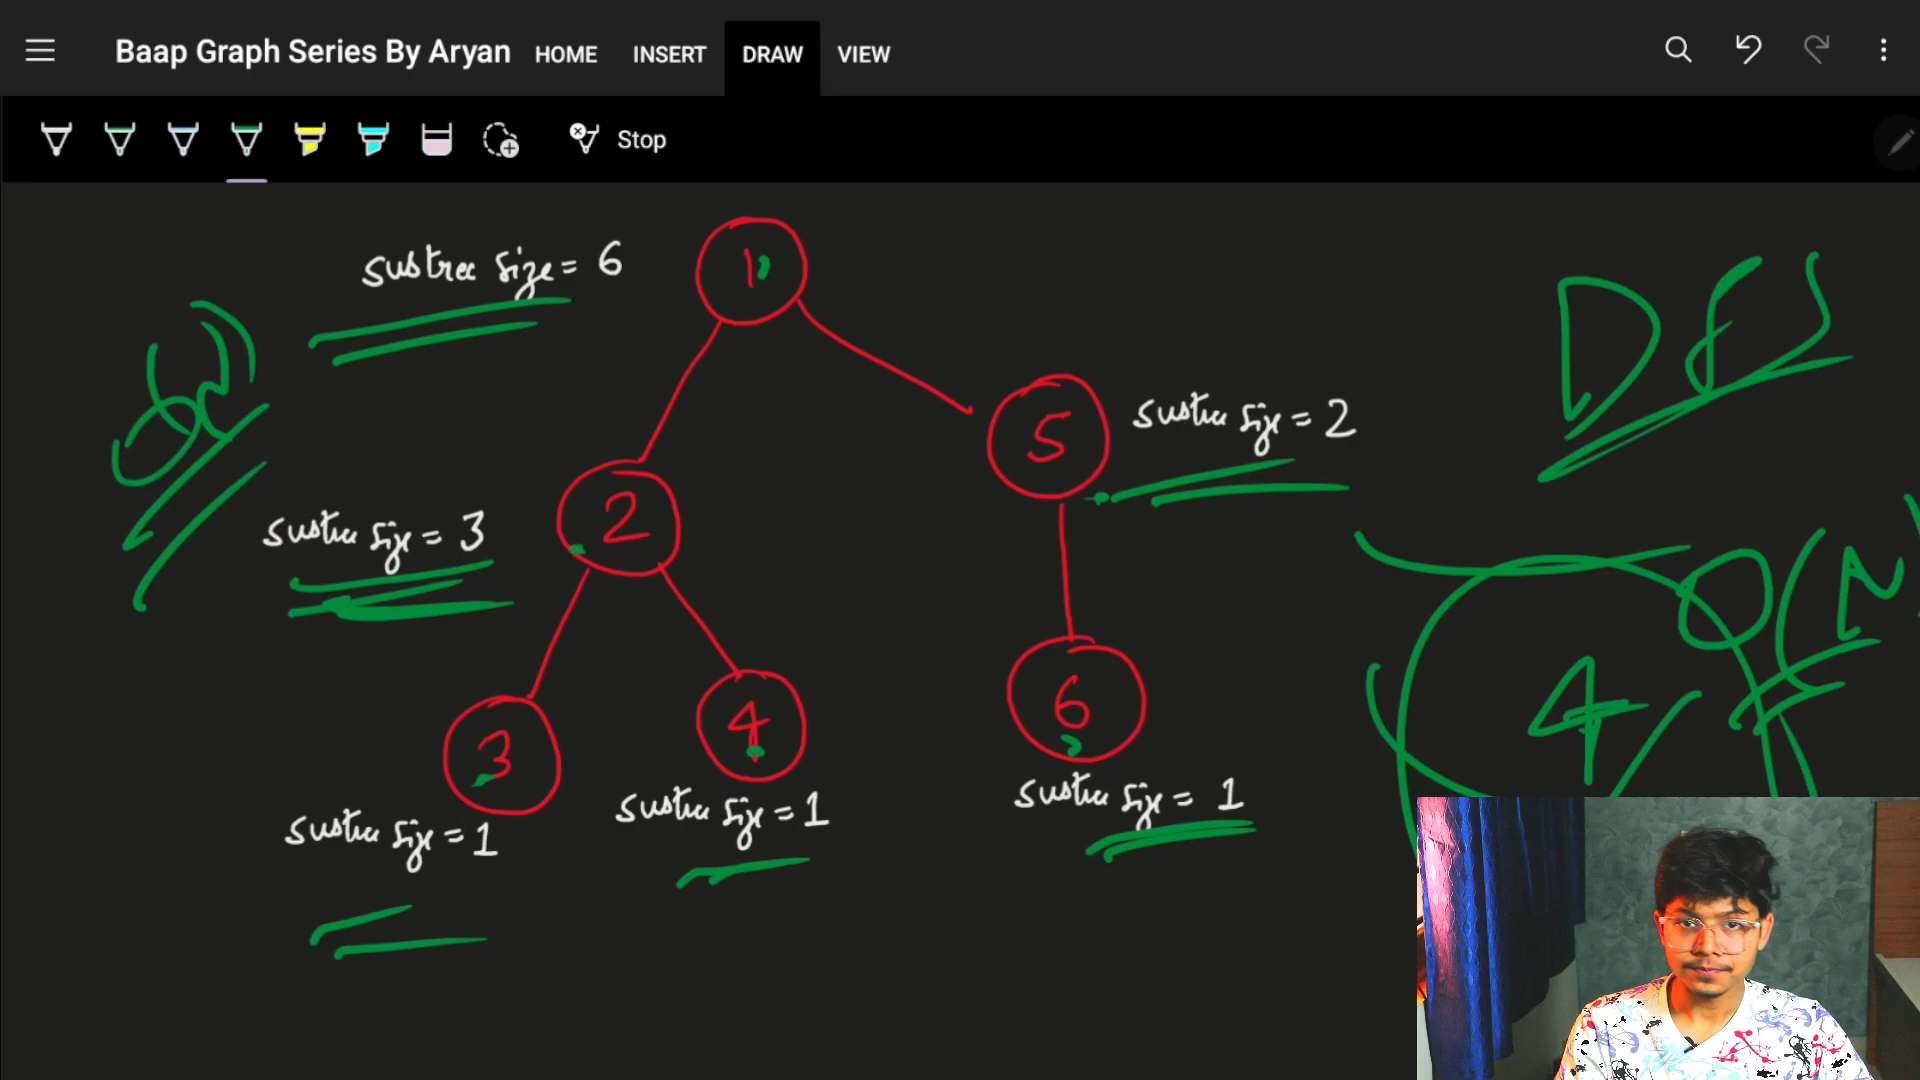 Baap Graph Series By Aryan HOME INSERT DRAW VIEW
Stop
subtree size = 6
1
DFS
5
subtree size = 2
2
subtree size = 3
O(N)
3
4
6
4
subtree size = 1
subtree size = 1
subtree size = 1